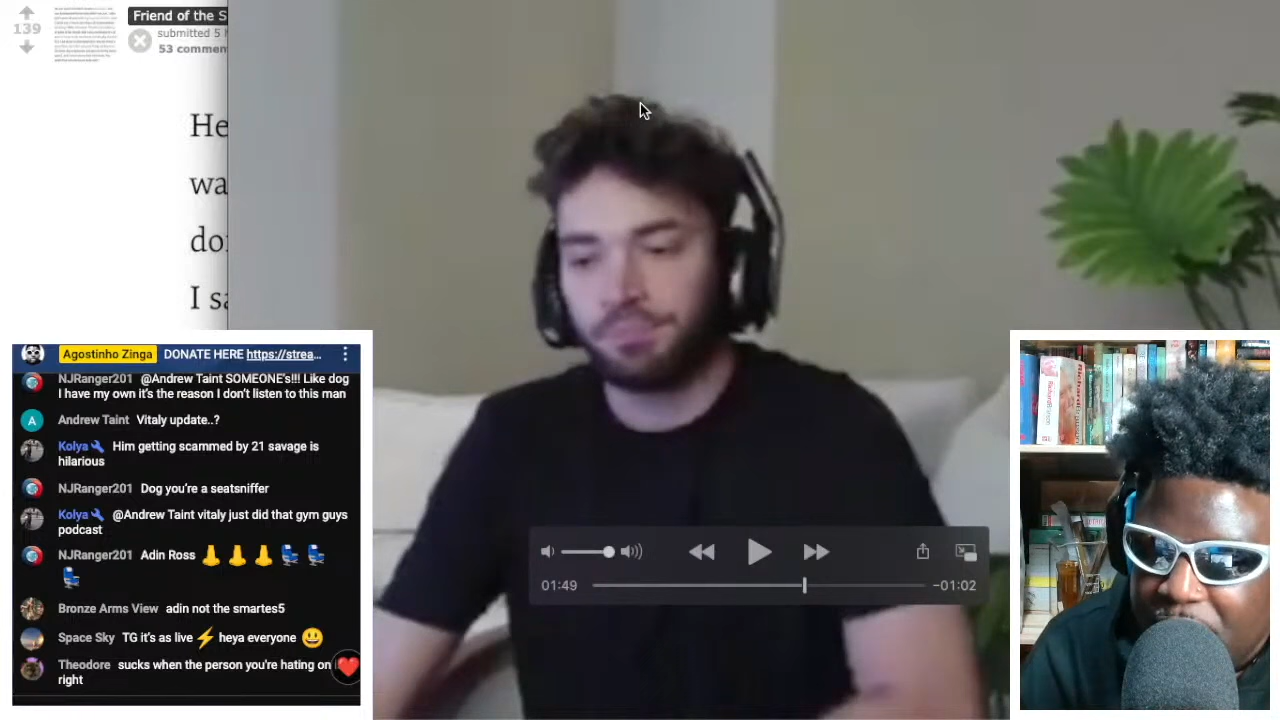 139
Friend of the S
submitted 5
53 commen
He
wa
do
I sa
Agostinho Zinga DONATE HERE https://strea...
NJRanger201 @Andrew Taint SOMEONE's!!! Like dog
I have my own it's the reason I don't listen to this man
Andrew Taint Vitaly update..?
Kolya Him getting scammed by 21 savage is
hilarious
NJRanger201 Dog you're a seatsniffer
Kolya @Andrew Taint vitaly just did that gym guys
podcast
NJRanger201 Adin Ross 👃👃👃💺💺
💺
Bronze Arms View adin not the smartes5
Space Sky TG it's as live ⚡ heya everyone 😃
Theodore sucks when the person you're hating on
right
01:49
−01:02